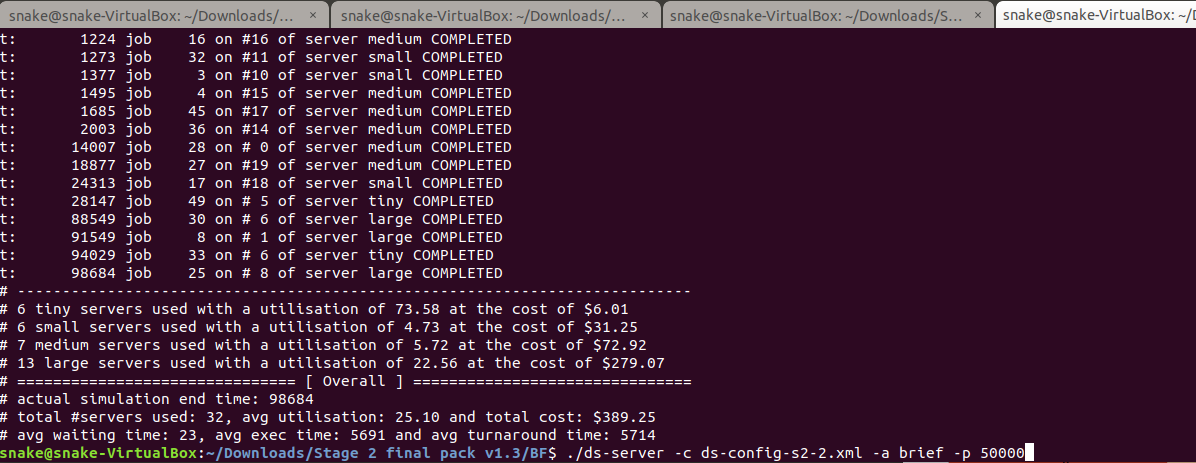 snake@snake-VirtualBox: ~/Downloads/... × snake@snake-VirtualBox: ~/Downloads/... × snake@snake-VirtualBox: ~/Downloads/S... × snake@snake-VirtualBox: ~/D
t:       1224 job    16 on #16 of server medium COMPLETED
t:       1273 job    32 on #11 of server small COMPLETED
t:       1377 job     3 on #10 of server small COMPLETED
t:       1495 job     4 on #15 of server medium COMPLETED
t:       1685 job    45 on #17 of server medium COMPLETED
t:       2003 job    36 on #14 of server medium COMPLETED
t:      14007 job    28 on # 0 of server medium COMPLETED
t:      18877 job    27 on #19 of server medium COMPLETED
t:      24313 job    17 on #18 of server small COMPLETED
t:      28147 job    49 on # 5 of server tiny COMPLETED
t:      88549 job    30 on # 6 of server large COMPLETED
t:      91549 job     8 on # 1 of server large COMPLETED
t:      94029 job    33 on # 6 of server tiny COMPLETED
t:      98684 job    25 on # 8 of server large COMPLETED
# ---------------------------------------------------------------------------
# 6 tiny servers used with a utilisation of 73.58 at the cost of $6.01
# 6 small servers used with a utilisation of 4.73 at the cost of $31.25
# 7 medium servers used with a utilisation of 5.72 at the cost of $72.92
# 13 large servers used with a utilisation of 22.56 at the cost of $279.07
# =============================== [ Overall ] ===============================
# actual simulation end time: 98684
# total #servers used: 32, avg utilisation: 25.10 and total cost: $389.25
# avg waiting time: 23, avg exec time: 5691 and avg turnaround time: 5714
snake@snake-VirtualBox:~/Downloads/Stage 2 final pack v1.3/BF$ ./ds-server -c ds-config-s2-2.xml -a brief -p 50000